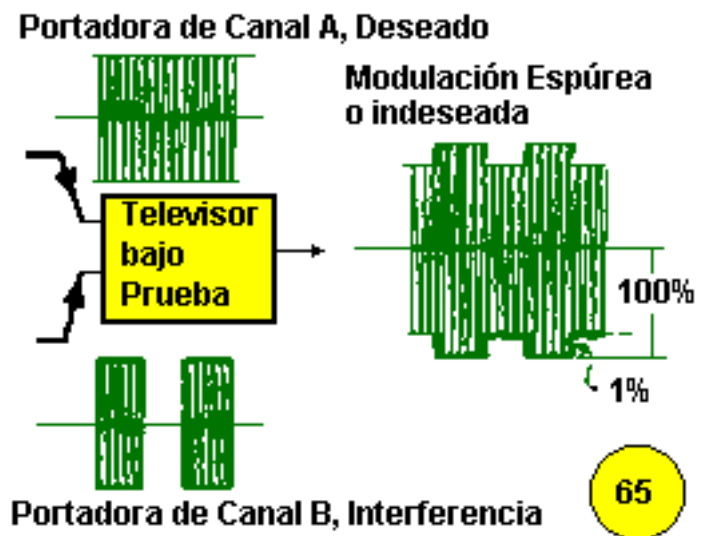 Portadora de Canal A, Deseado
Modulación Espúrea
o indeseada
Televisor
bajo
Prueba
100%
1%
65
Portadora de Canal B, Interferencia